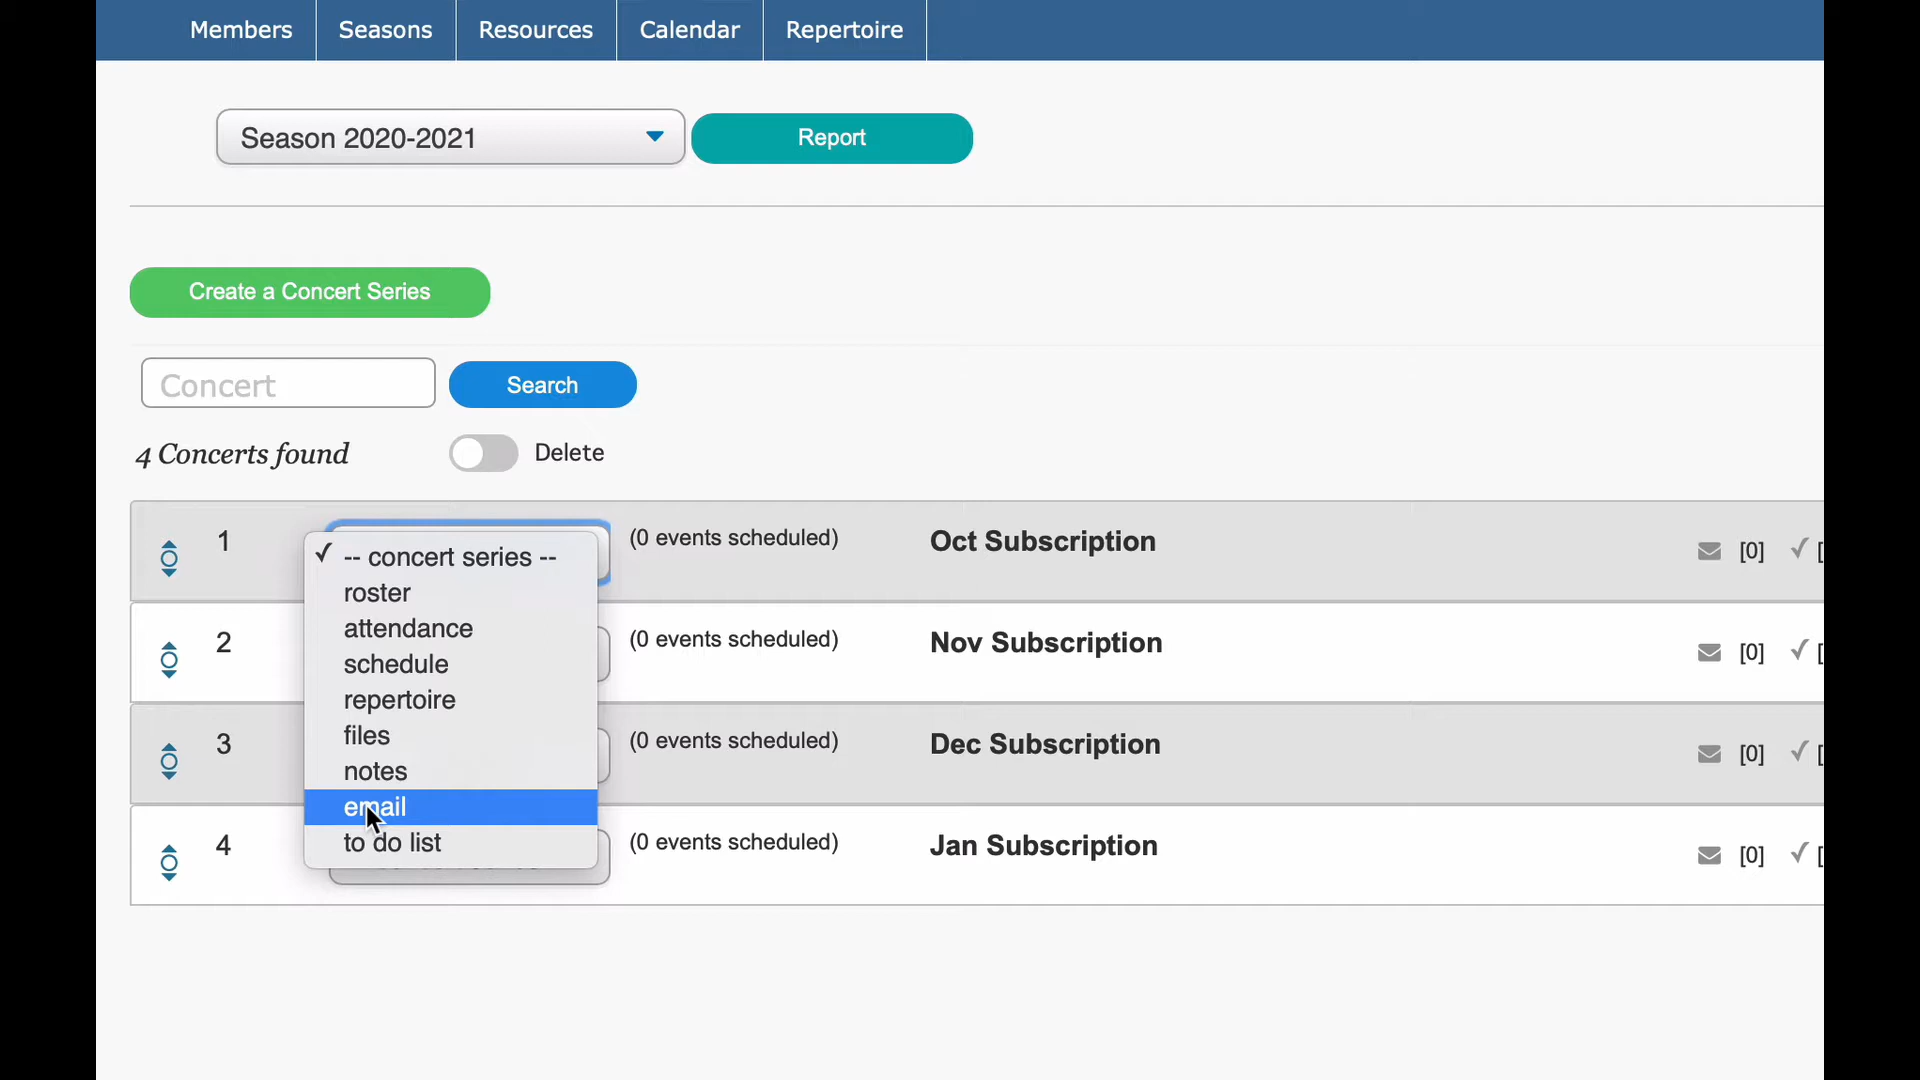 Members Seasons Resources Calendar Repertoire
Season 2020-2021 Report
Create a Concert Series
Concert Search
4 Concerts found Delete
1 (0 events scheduled) Oct Subscription [0] [
✓ -- concert series --
roster
attendance
schedule
repertoire
files
notes
email
to do list
2 (0 events scheduled) Nov Subscription [0] [
3 (0 events scheduled) Dec Subscription [0] [
4 (0 events scheduled) Jan Subscription [0] [